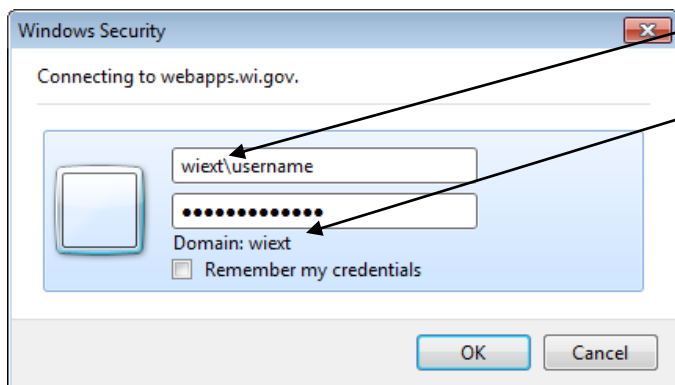 Windows Security
Connecting to webapps.wi.gov.
wiext\username
•••••••••••••
Domain: wiext
Remember my credentials
OK
Cancel